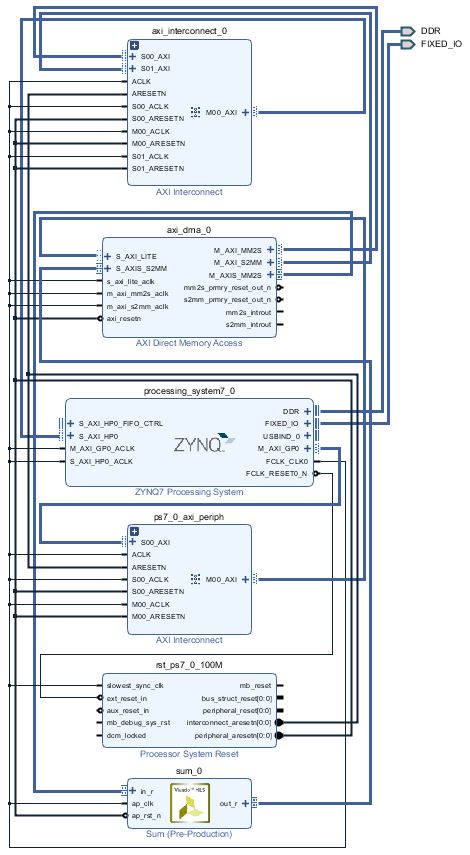 DDR
FIXED_IO
axi_interconnect_0
S00_AXI
S01_AXI
ACLK
ARESETN
S00_ACLK
S00_ARESETN
M00_ACLK
M00_ARESETN
S01_ACLK
S01_ARESETN
M00_AXI
AXI Interconnect
axi_dma_0
S_AXI_LITE
S_AXIS_S2MM
s_axi_lite_aclk
m_axi_mm2s_aclk
m_axi_s2mm_aclk
axi_resetn
M_AXI_MM2S
M_AXI_S2MM
M_AXIS_MM2S
mm2s_prmry_reset_out_n
s2mm_prmry_reset_out_n
mm2s_introut
s2mm_introut
AXI Direct Memory Access
processing_system7_0
S_AXI_HP0_FIFO_CTRL
S_AXI_HP0
M_AXI_GP0_ACLK
S_AXI_HP0_ACLK
ZYNQ
DDR
FIXED_IO
USBIND_0
M_AXI_GP0
FCLK_CLK0
FCLK_RESET0_N
ZYNQ7 Processing System
ps7_0_axi_periph
S00_AXI
ACLK
ARESETN
S00_ACLK
S00_ARESETN
M00_ACLK
M00_ARESETN
M00_AXI
AXI Interconnect
rst_ps7_0_100M
slowest_sync_clk
ext_reset_in
aux_reset_in
mb_debug_sys_rst
dcm_locked
mb_reset
bus_struct_reset[0:0]
peripheral_reset[0:0]
interconnect_aresetn[0:0]
peripheral_aresetn[0:0]
Processor System Reset
sum_0
in_r
ap_clk
ap_rst_n
Vivado™ HLS
out_r
Sum (Pre-Production)